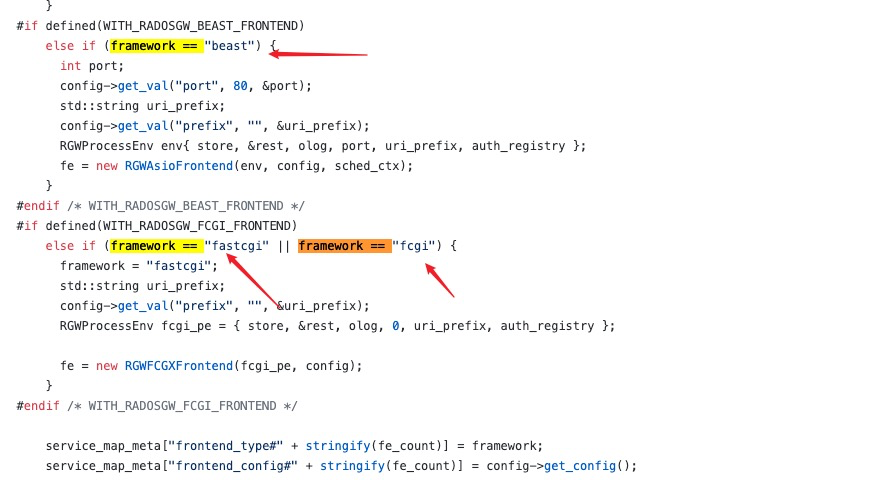 }
#if defined(WITH_RADOSGW_BEAST_FRONTEND)
else if (framework == "beast") {
int port;
config->get_val("port", 80, &port);
std::string uri_prefix;
config->get_val("prefix", "", &uri_prefix);
RGWProcessEnv env{ store, &rest, olog, port, uri_prefix, auth_registry };
fe = new RGWAsioFrontend(env, config, sched_ctx);
}
#endif /* WITH_RADOSGW_BEAST_FRONTEND */
#if defined(WITH_RADOSGW_FCGI_FRONTEND)
else if (framework == "fastcgi" || framework == "fcgi") {
framework = "fastcgi";
std::string uri_prefix;
config->get_val("prefix", "", &uri_prefix);
RGWProcessEnv fcgi_pe = { store, &rest, olog, 0, uri_prefix, auth_registry };
fe = new RGWFCGXFrontend(fcgi_pe, config);
}
#endif /* WITH_RADOSGW_FCGI_FRONTEND */
service_map_meta["frontend_type#" + stringify(fe_count)] = framework;
service_map_meta["frontend_config#" + stringify(fe_count)] = config->get_config();